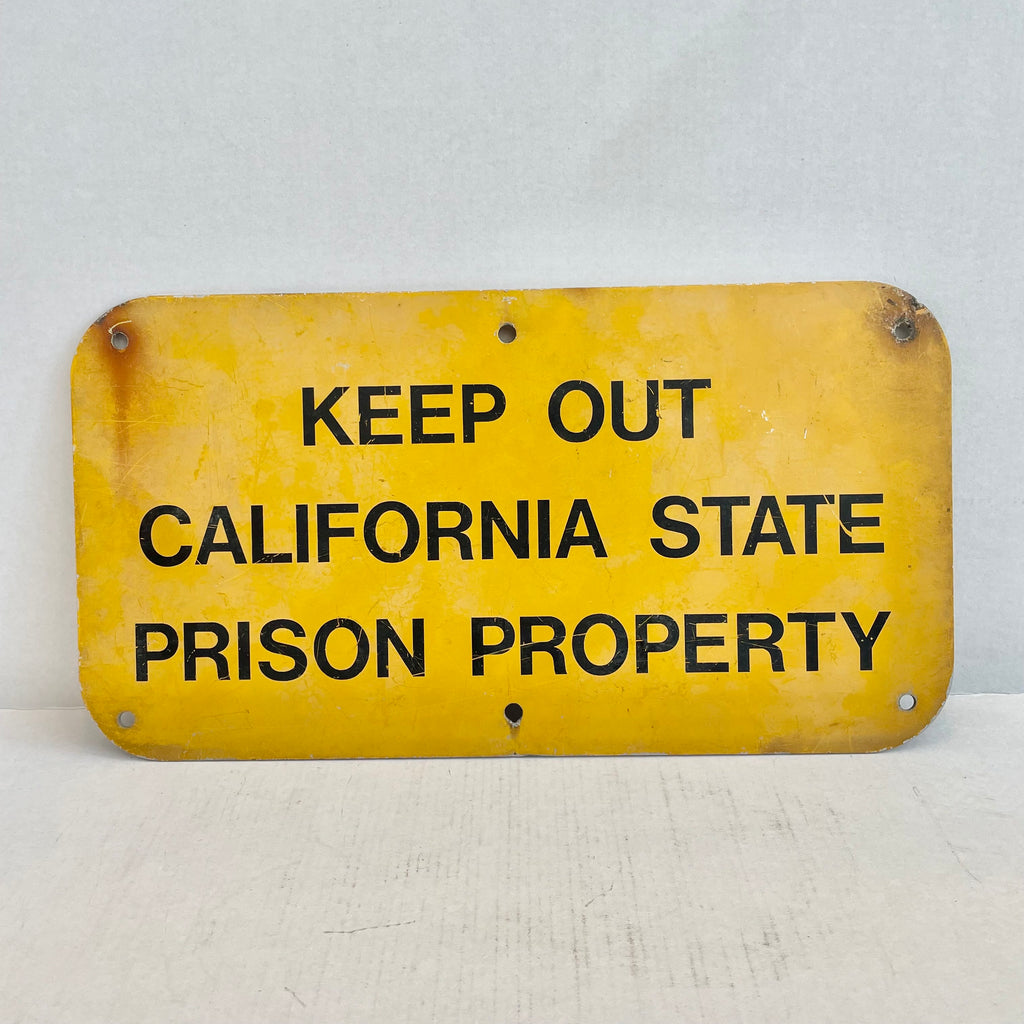 KEEP OUT
CALIFORNIA STATE
PRISON PROPERTY